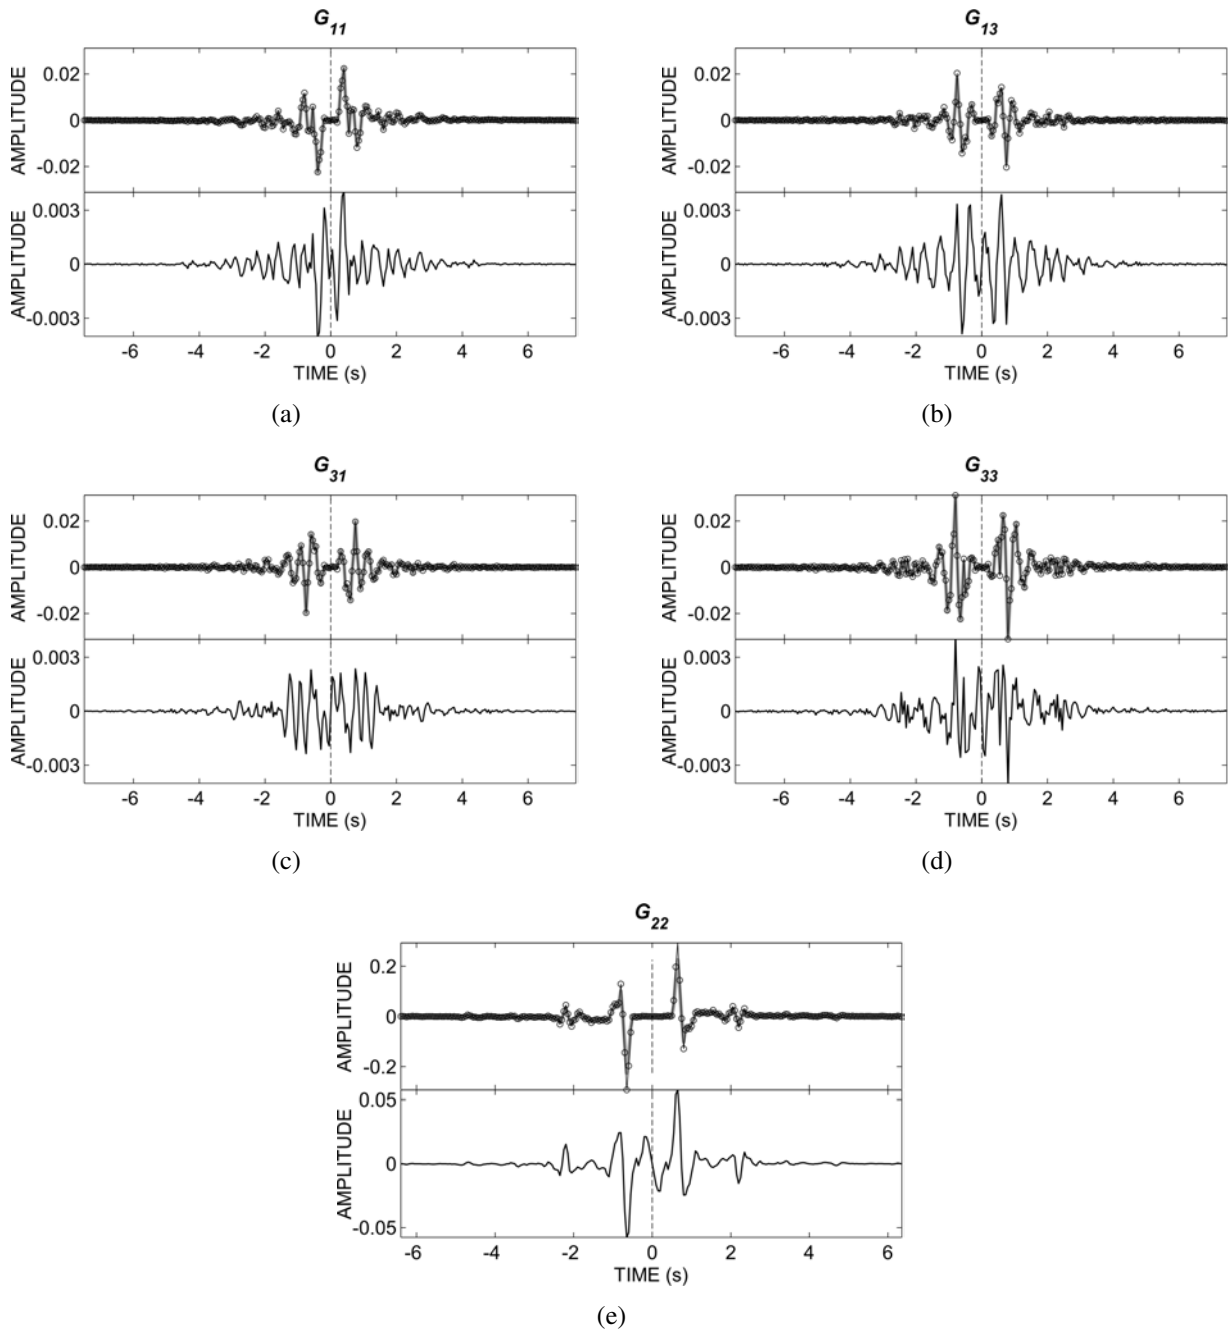 G11
AMPLITUDE
0.02
0
-0.02
AMPLITUDE
0.003
0
-0.003
-6 -4 -2 0 2 4 6
TIME (s)
(a)
G13
AMPLITUDE
0.02
0
-0.02
AMPLITUDE
0.003
0
-0.003
-6 -4 -2 0 2 4 6
TIME (s)
(b)
G31
AMPLITUDE
0.02
0
-0.02
AMPLITUDE
0.003
0
-0.003
-6 -4 -2 0 2 4 6
TIME (s)
(c)
G33
AMPLITUDE
0.02
0
-0.02
AMPLITUDE
0.003
0
-0.003
-6 -4 -2 0 2 4 6
TIME (s)
(d)
G22
AMPLITUDE
0.2
0
-0.2
AMPLITUDE
0.05
0
-0.05
-6 -4 -2 0 2 4 6
TIME (s)
(e)